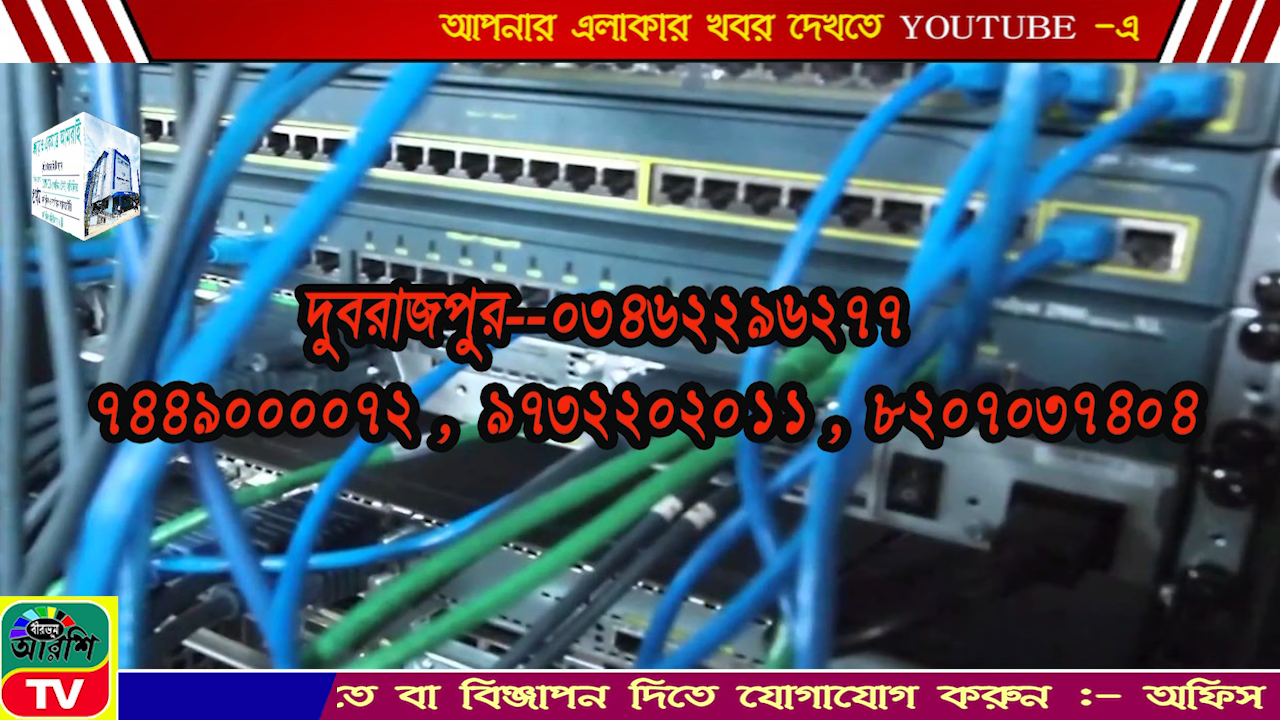 আপনার এলাকার খবর দেখতে YOUTUBE -এ
দুবরাজপুর--০৩৪৬২২৯৬২৭৭
৭৪৪৯০০০০৭২ , ৯৭৩২২০২০১১ , ৮২০৭০৩৭৪০৪
বীরভূম
আরশি
TV
তে বা বিজ্ঞাপন দিতে যোগাযোগ করুন :- অফিস